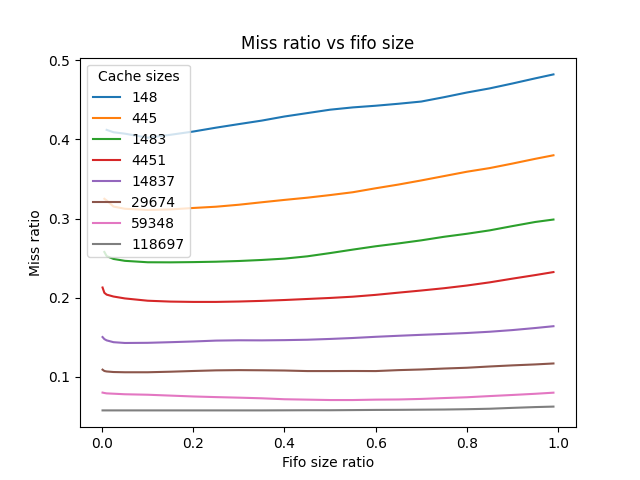 Miss ratio vs fifo size
Cache sizes
148
445
1483
4451
14837
29674
59348
118697
Miss ratio
0.5
0.4
0.3
0.2
0.1
0.0 0.2 0.4 0.6 0.8 1.0
Fifo size ratio